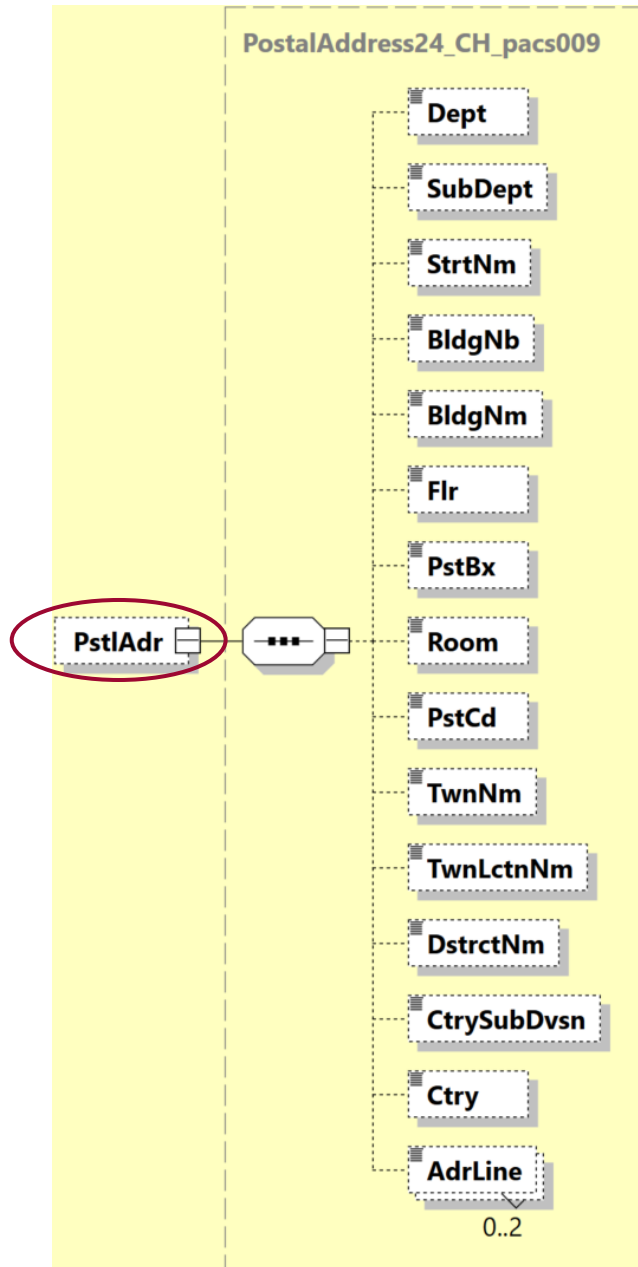 PostalAddress24_CH_pacs009
Dept
SubDept
StrtNm
BldgNb
BldgNm
Flr
PstBx
PstlAdr
Room
PstCd
TwnNm
TwnLctnNm
DstrctNm
CtrySubDvsn
Ctry
AdrLine
0..2